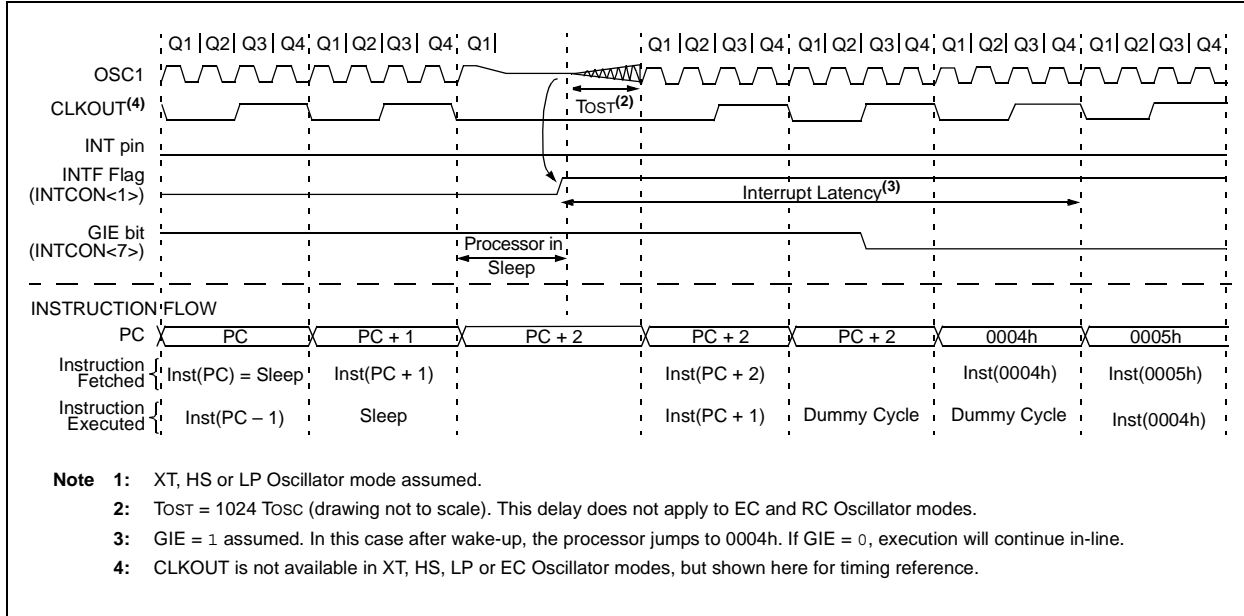 Q1 Q2 Q3 Q4 Q1 Q2 Q3 Q4 Q1 Q1 Q2 Q3 Q4 Q1 Q2 Q3 Q4 Q1 Q2 Q3 Q4 Q1 Q2 Q3 Q4
OSC1
TOST(2)
CLKOUT(4)
INT pin
INTF Flag
(INTCON<1>)
Interrupt Latency(3)
GIE bit
(INTCON<7>)
Processor in
Sleep
INSTRUCTION FLOW
PC PC PC + 1 PC + 2 PC + 2 PC + 2 0004h 0005h
Instruction
Fetched
Inst(PC) = Sleep Inst(PC + 1) Inst(PC + 2) Inst(0004h) Inst(0005h)
Instruction
Executed
Inst(PC – 1) Sleep Inst(PC + 1) Dummy Cycle Dummy Cycle Inst(0004h)
Note 1: XT, HS or LP Oscillator mode assumed.
2: TOST = 1024 TOSC (drawing not to scale). This delay does not apply to EC and RC Oscillator modes.
3: GIE = 1 assumed. In this case after wake-up, the processor jumps to 0004h. If GIE = 0, execution will continue in-line.
4: CLKOUT is not available in XT, HS, LP or EC Oscillator modes, but shown here for timing reference.